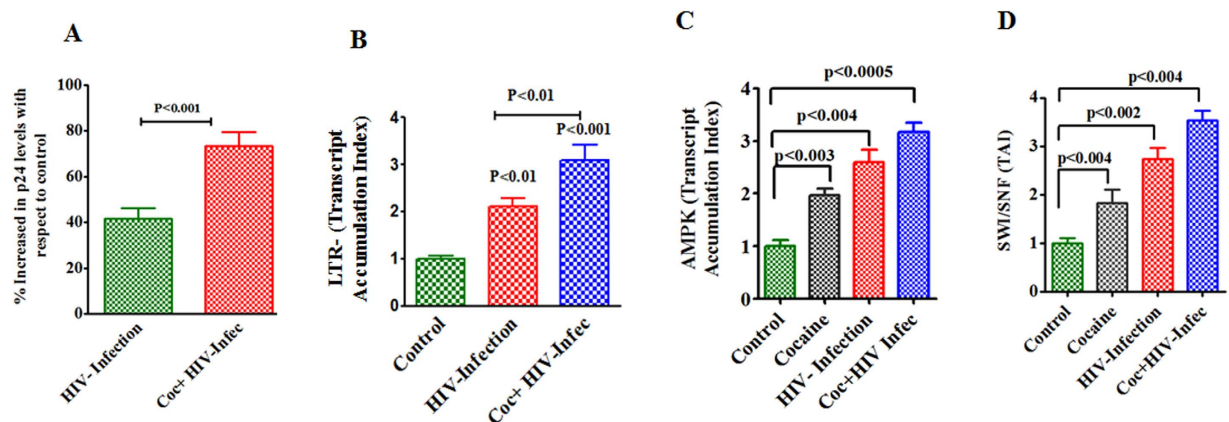 A
% Increased in p24 levels with
respect to control
100
80
60
40
20
0
P<0.001
HIV-Infection
Coc+ HIV-Infec
B
LTR- (Transcript
Accumulation Index)
4
3
2
1
0
P<0.01
P<0.01
P<0.001
Control
HIV-Infection
Coc+ HIV-Infec
C
AMPK (Transcript
Accumulation Index)
4
3
2
1
0
p<0.0005
p<0.004
p<0.003
Control
Cocaine
HIV- Infection
Coc+HIV Infec
D
SWI/SNF (TAI)
4
3
2
1
0
p<0.004
p<0.002
p<0.004
Control
Cocaine
HIV-Infection
Coc+HIV-Infec